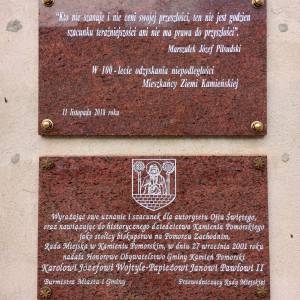 "Kto nie szanuje i nie ceni swojej przeszłości, ten nie jest godzien
szacunku teraźniejszości ani nie ma prawa do przyszłości".
Marszałek Józef Piłsudski
W 100-lecie odzyskania niepodległości
Mieszkańcy Ziemi Kamieńskiej
11 listopada 2018 roku
Wyrażając swe uznanie i szacunek dla autorytetu Ojca Świętego,
oraz nawiązując do historycznego dziedzictwa Kamienia Pomorskiego
jako stolicy biskupstwa na Pomorzu Zachodnim,
Rada Miejska w Kamieniu Pomorskim, w dniu 27 września 2001 roku
nadała Honorowe Obywatelstwo Gminy Kamień Pomorski
Karolowi Józefowi Wojtyle-Papieżowi Janowi Pawłowi II
Burmistrz Miasta i Gminy
Przewodniczący Rady Miejskiej